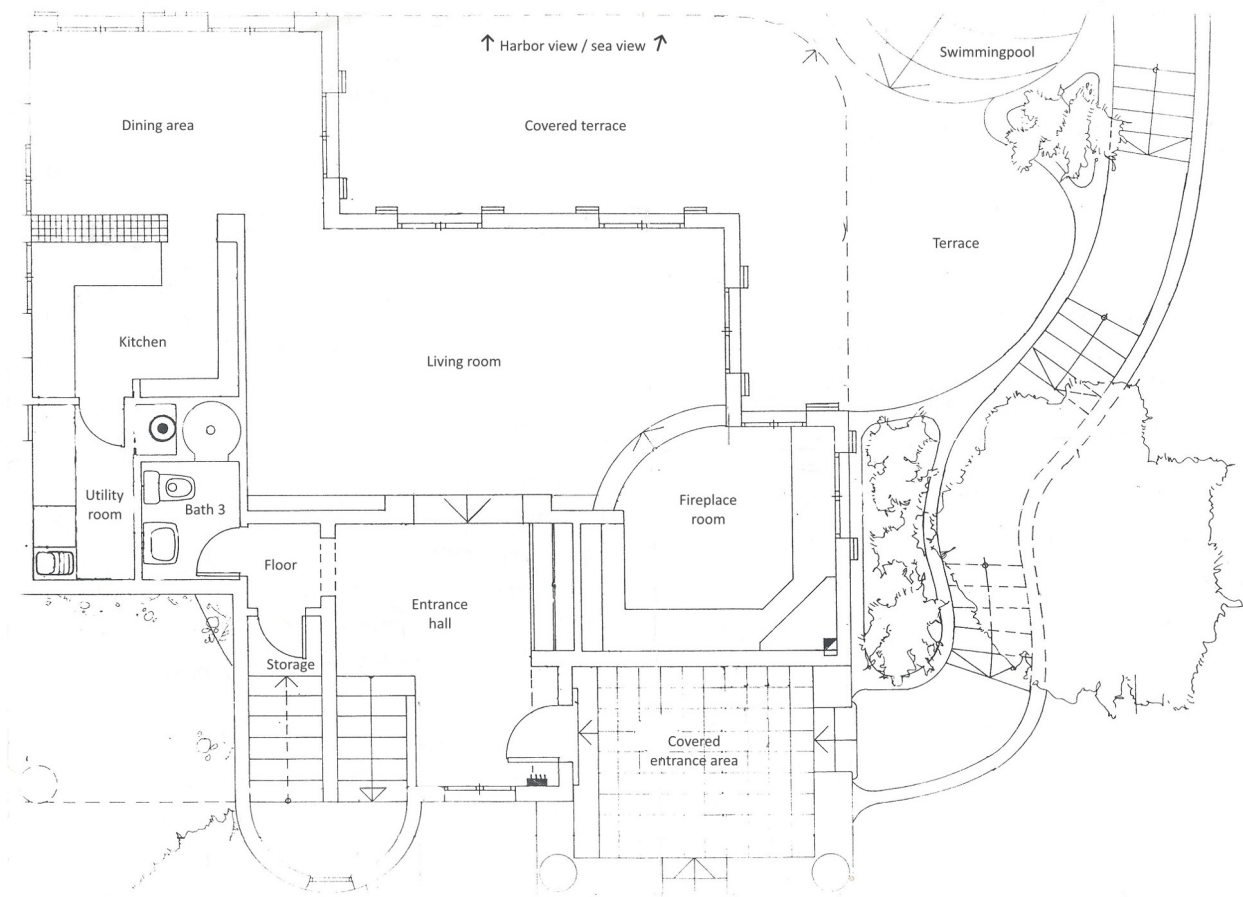 Harbor view / sea view
Swimmingpool
Dining area
Covered terrace
Terrace
Kitchen
Living room
Utility
room
Bath 3
Fireplace
room
Floor
Entrance
hall
Storage
Covered
entrance area